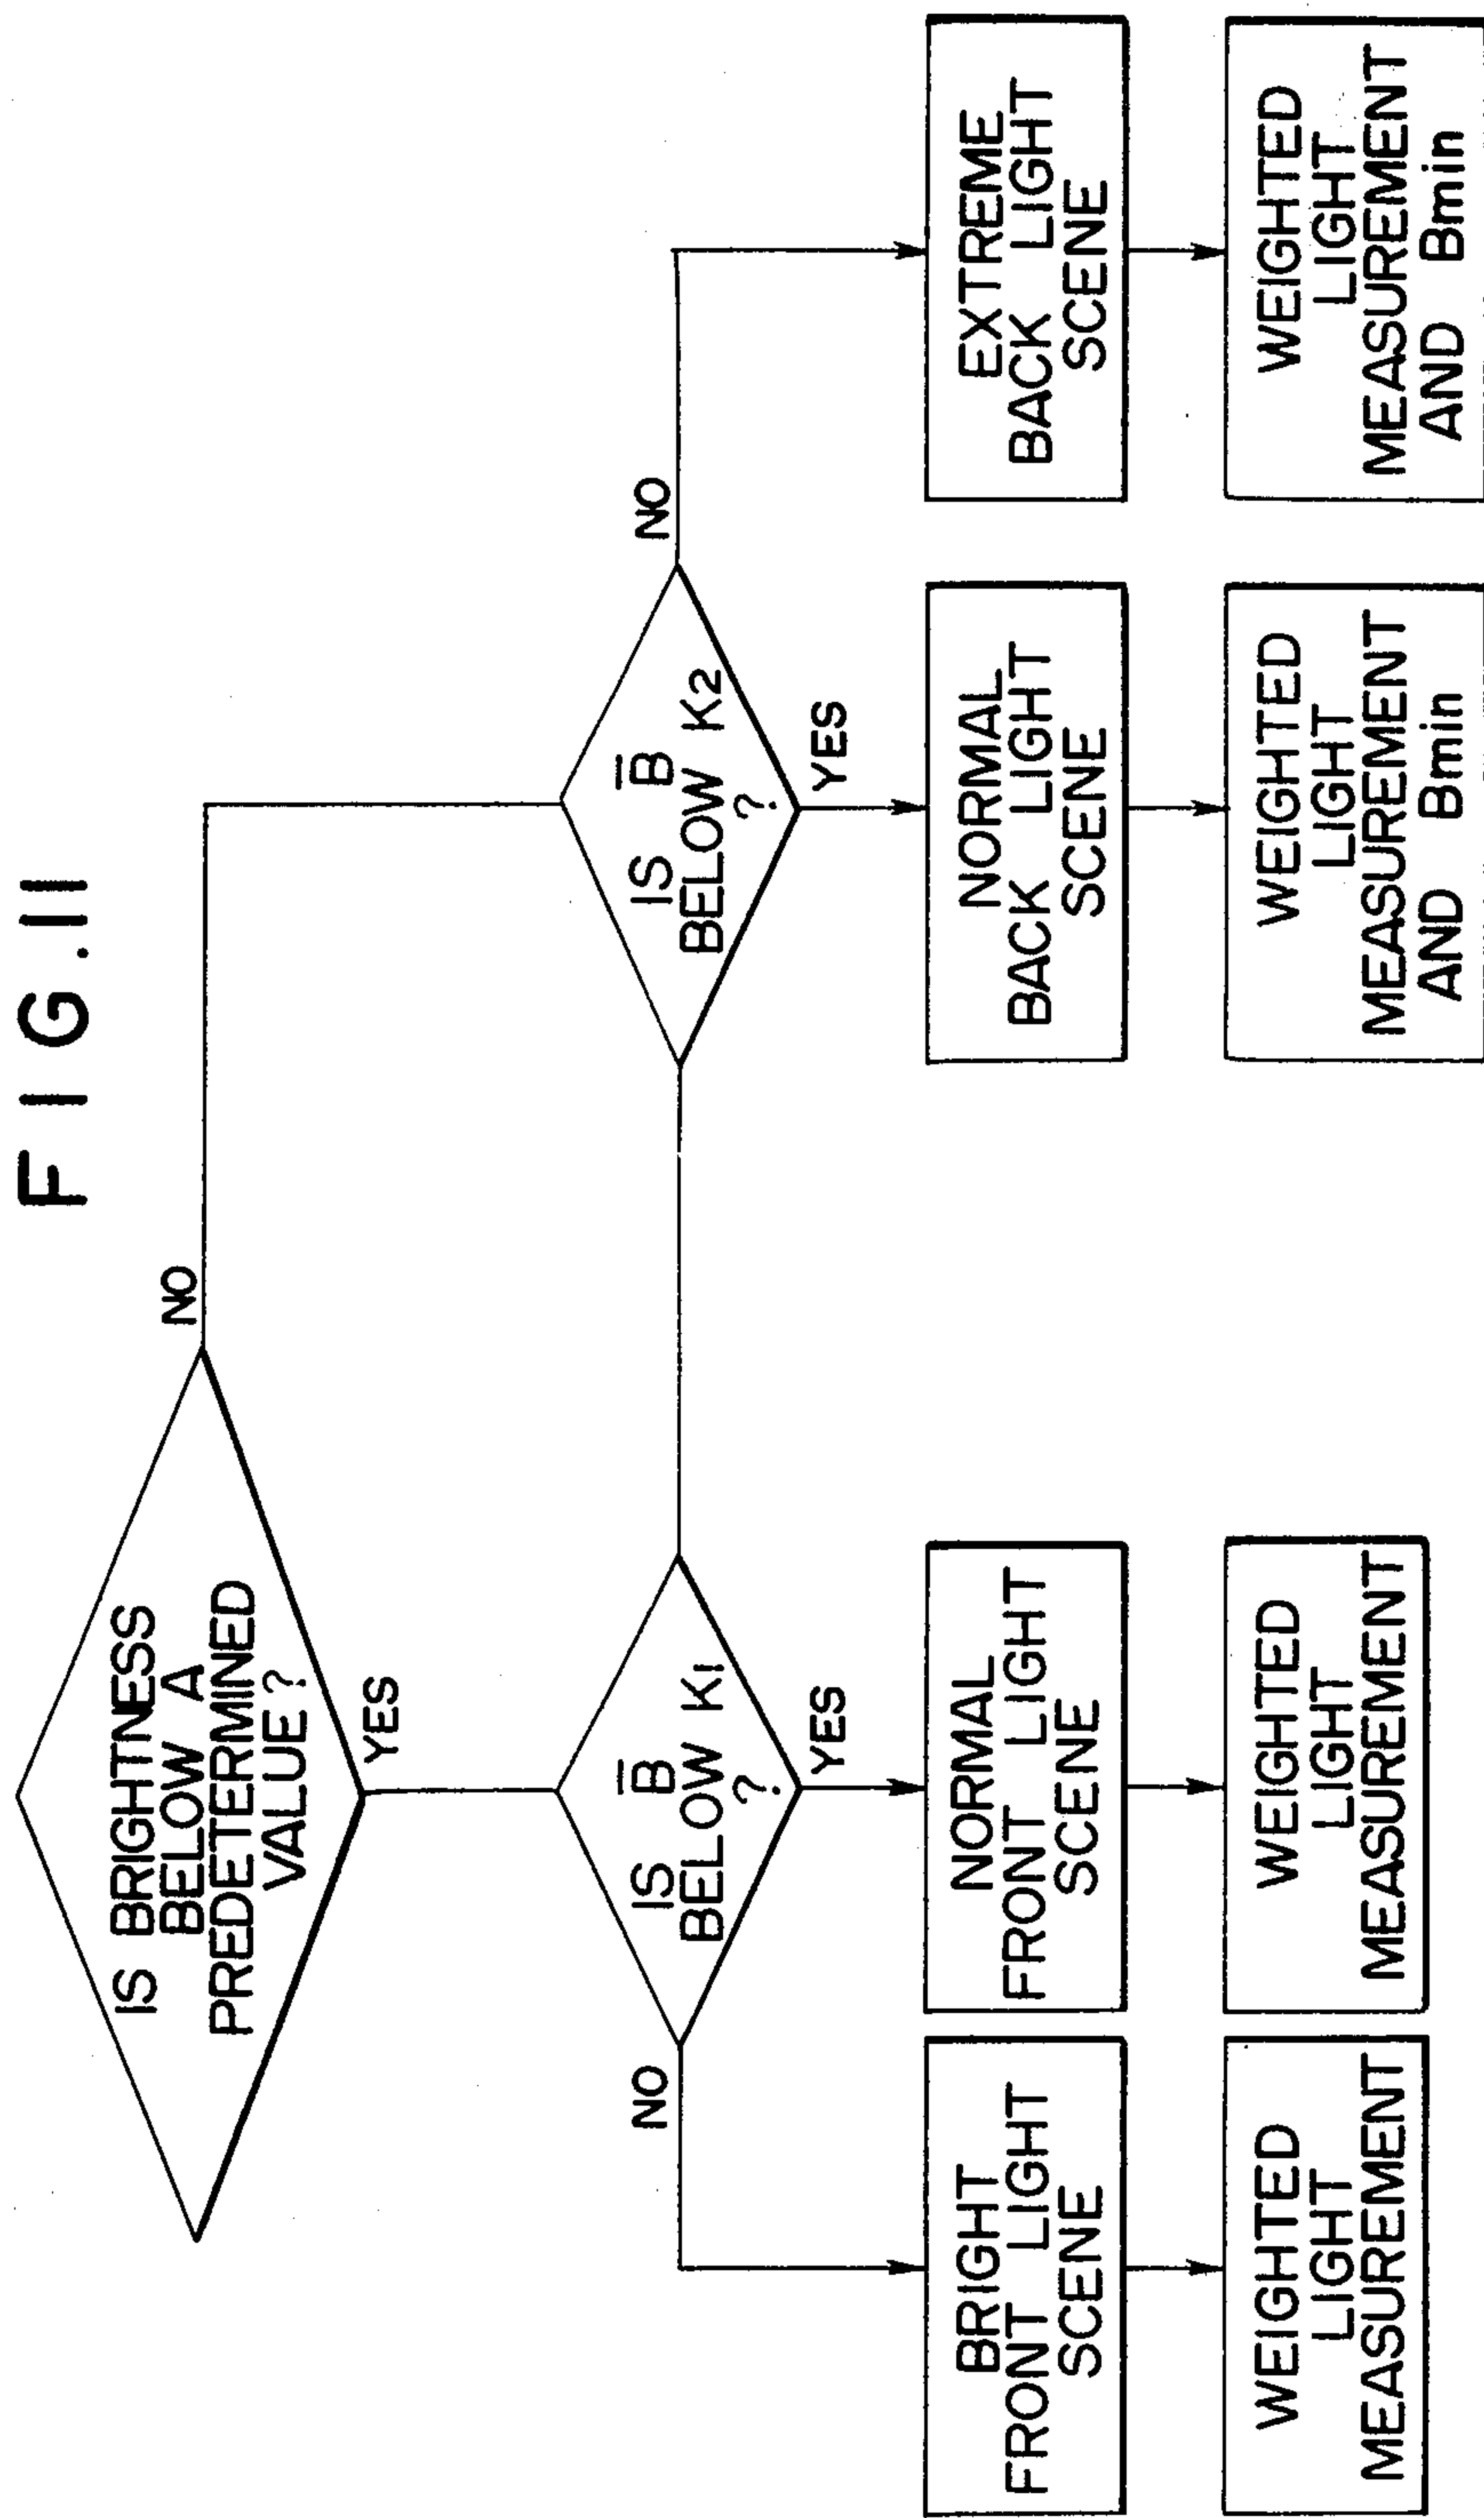 FIG.11
IS BRIGHTNESS
BELOW A
PREDETERMINED
VALUE?
NO
YES
IS B̅
BELOW K1
?
NO
YES
IS B̅
BELOW K2
?
NO
YES
BRIGHT
FRONT LIGHT
SCENE
NORMAL
FRONT LIGHT
SCENE
NORMAL
BACK LIGHT
SCENE
EXTREME
BACK LIGHT
SCENE
WEIGHTED
LIGHT
MEASUREMENT
WEIGHTED
LIGHT
MEASUREMENT
WEIGHTED
LIGHT
MEASUREMENT
AND Bmin
WEIGHTED
LIGHT
MEASUREMENT
AND Bmin